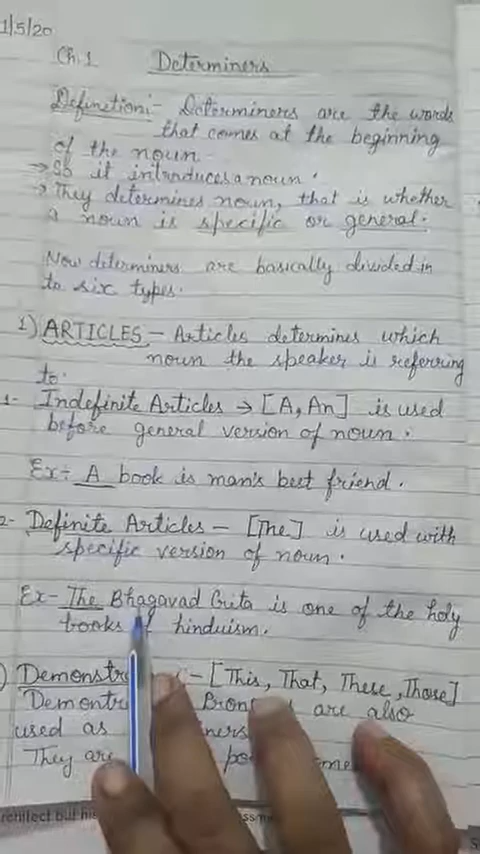 1/5/20
Ch.1 Determiners
Defination:- Determiners are the words
that comes at the beginning
of the noun.
→ So it introduces a noun.
→ They determines noun, that is whether
a noun is specific or general.
Now determiners are basically divided in
to six types.
1) ARTICLES - Articles determines which
noun the speaker is referring
to.
1- Indefinite Articles → [A, An] is used
before general version of noun.
Ex:- A book is man's best friend.
2- Definite Articles - [The] is used with
specific version of noun.
Ex- The Bhagavad Gita is one of the holy
books of hinduism.
) - [This, That, These, Those]
are also
used as
They are